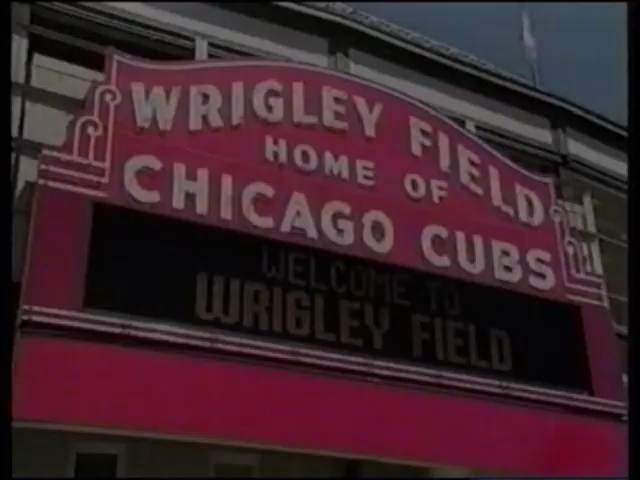 WRIGLEY FIELD
HOME OF
CHICAGO CUBS
WELCOME TO
WRIGLEY FIELD